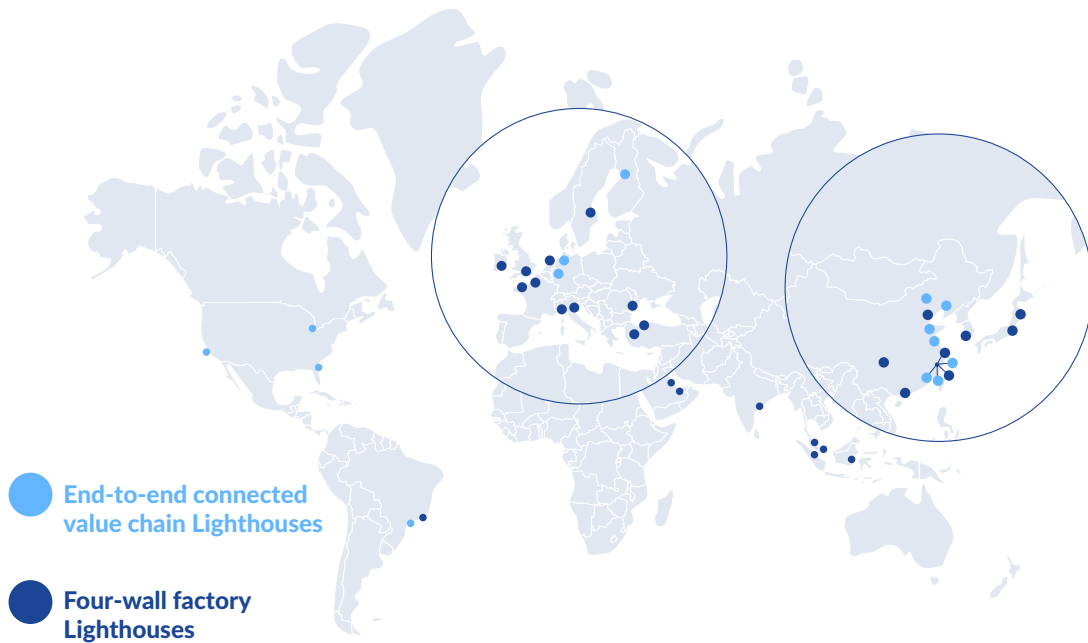 End-to-end connected
value chain Lighthouses
Four-wall factory
Lighthouses